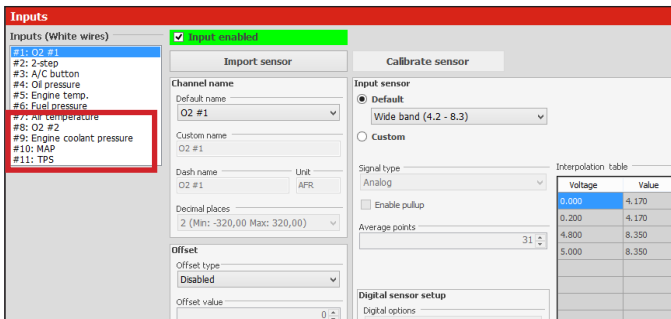 Inputs
Inputs (White wires)
#1: O2 #1
#2: 2-step
#3: A/C button
#4: Oil pressure
#5: Engine temp.
#6: Fuel pressure
#7: Air temperature
#8: O2 #2
#9: Engine coolant pressure
#10: MAP
#11: TPS
Input enabled
Import sensor
Calibrate sensor
Channel name
Default name
O2 #1
Custom name
O2 #1
Dash name
Unit
O2 #1
AFR
Decimal places
2 (Min: -320,00 Max: 320,00)
Offset
Offset type
Disabled
Offset value
0
Input sensor
Default
Wide band (4.2 - 8.3)
Custom
Signal type
Analog
Enable pullup
Average points
31
Digital sensor setup
Digital options
Interpolation table
Voltage Value
0.000 4.170
0.200 4.170
4.800 8.350
5.000 8.350